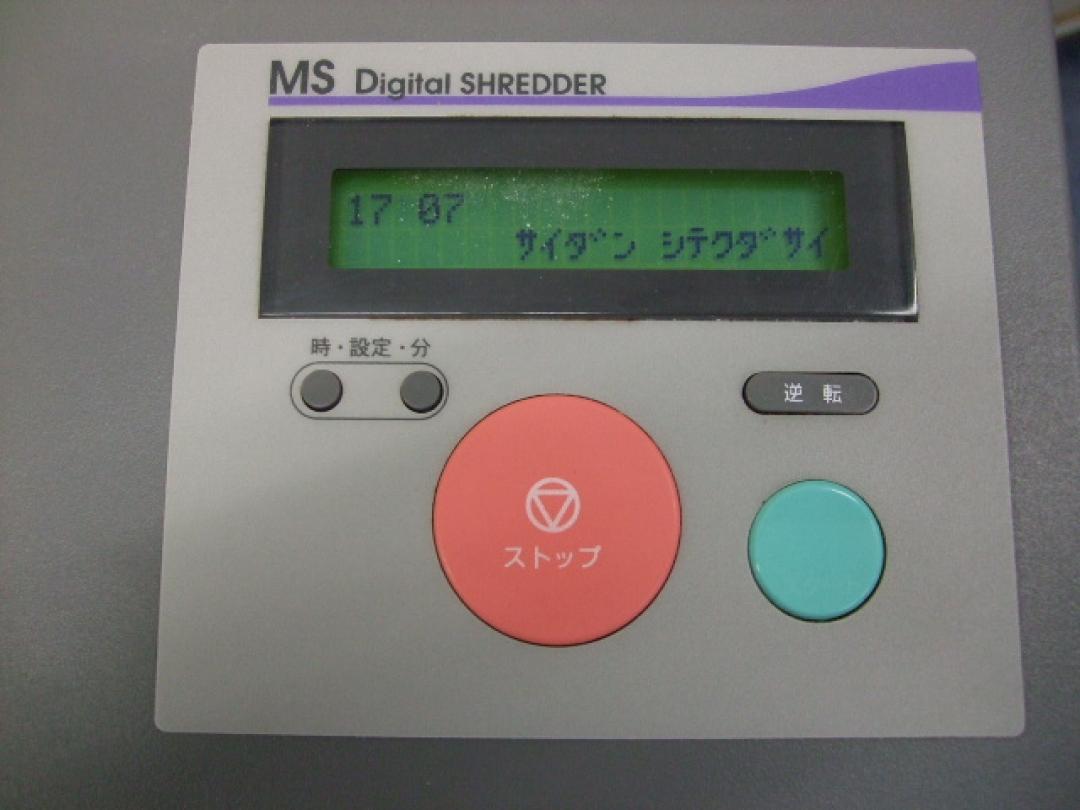 MS Digital SHREDDER
17 07
サイダン シテクダサイ
時・設定・分
逆 転
ストップ